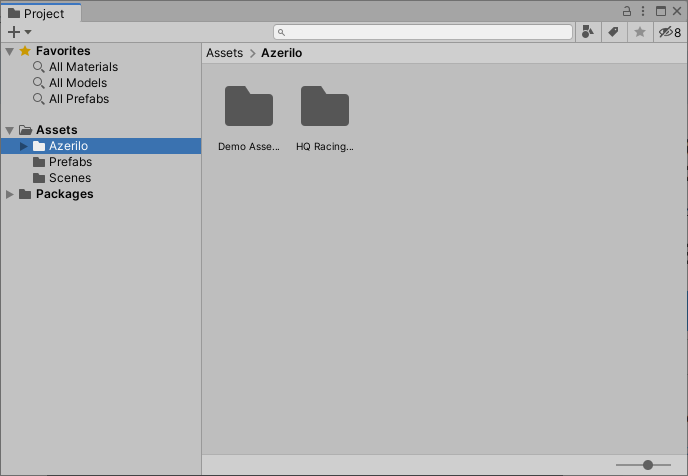 Project
8
Favorites
All Materials
All Models
All Prefabs
Assets
Azerilo
Prefabs
Scenes
Packages
Assets > Azerilo
Demo Asse...
HQ Racing...